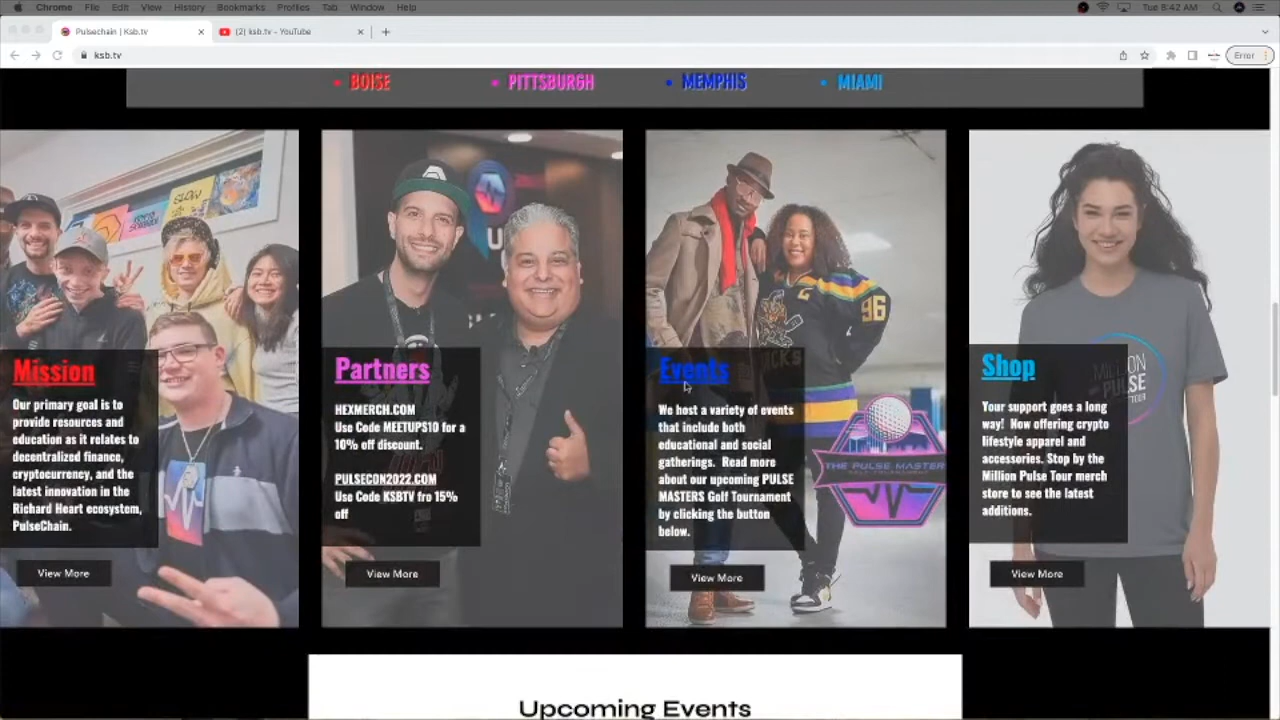 Chrome File Edit View History Bookmarks Profiles Tab Window Help
Tue 8:42 AM
Pulsechain | Ksb.tv
(2) ksb.tv - YouTube
ksb.tv
Error
BOISE
PITTSBURGH
MEMPHIS
MIAMI
Mission
Our primary goal is to
provide resources and
education as it relates to
decentralized finance,
cryptocurrency, and the
latest innovation in the
Richard Heart ecosystem,
PulseChain.
View More
Partners
HEXMERCH.COM
Use Code MEETUPS10 for a
10% off discount.
PULSECON2022.COM
Use Code KSBTV fro 15%
off
View More
96
Events
We host a variety of events
that include both
educational and social
gatherings. Read more
about our upcoming PULSE
MASTERS Golf Tournament
by clicking the button
below.
View More
THE PULSE MASTER
Shop
Your support goes a long
way! Now offering crypto
lifestyle apparel and
accessories. Stop by the
Million Pulse Tour merch
store to see the latest
additions.
View More
MILLION
PULSE
TOUR
Upcoming Events